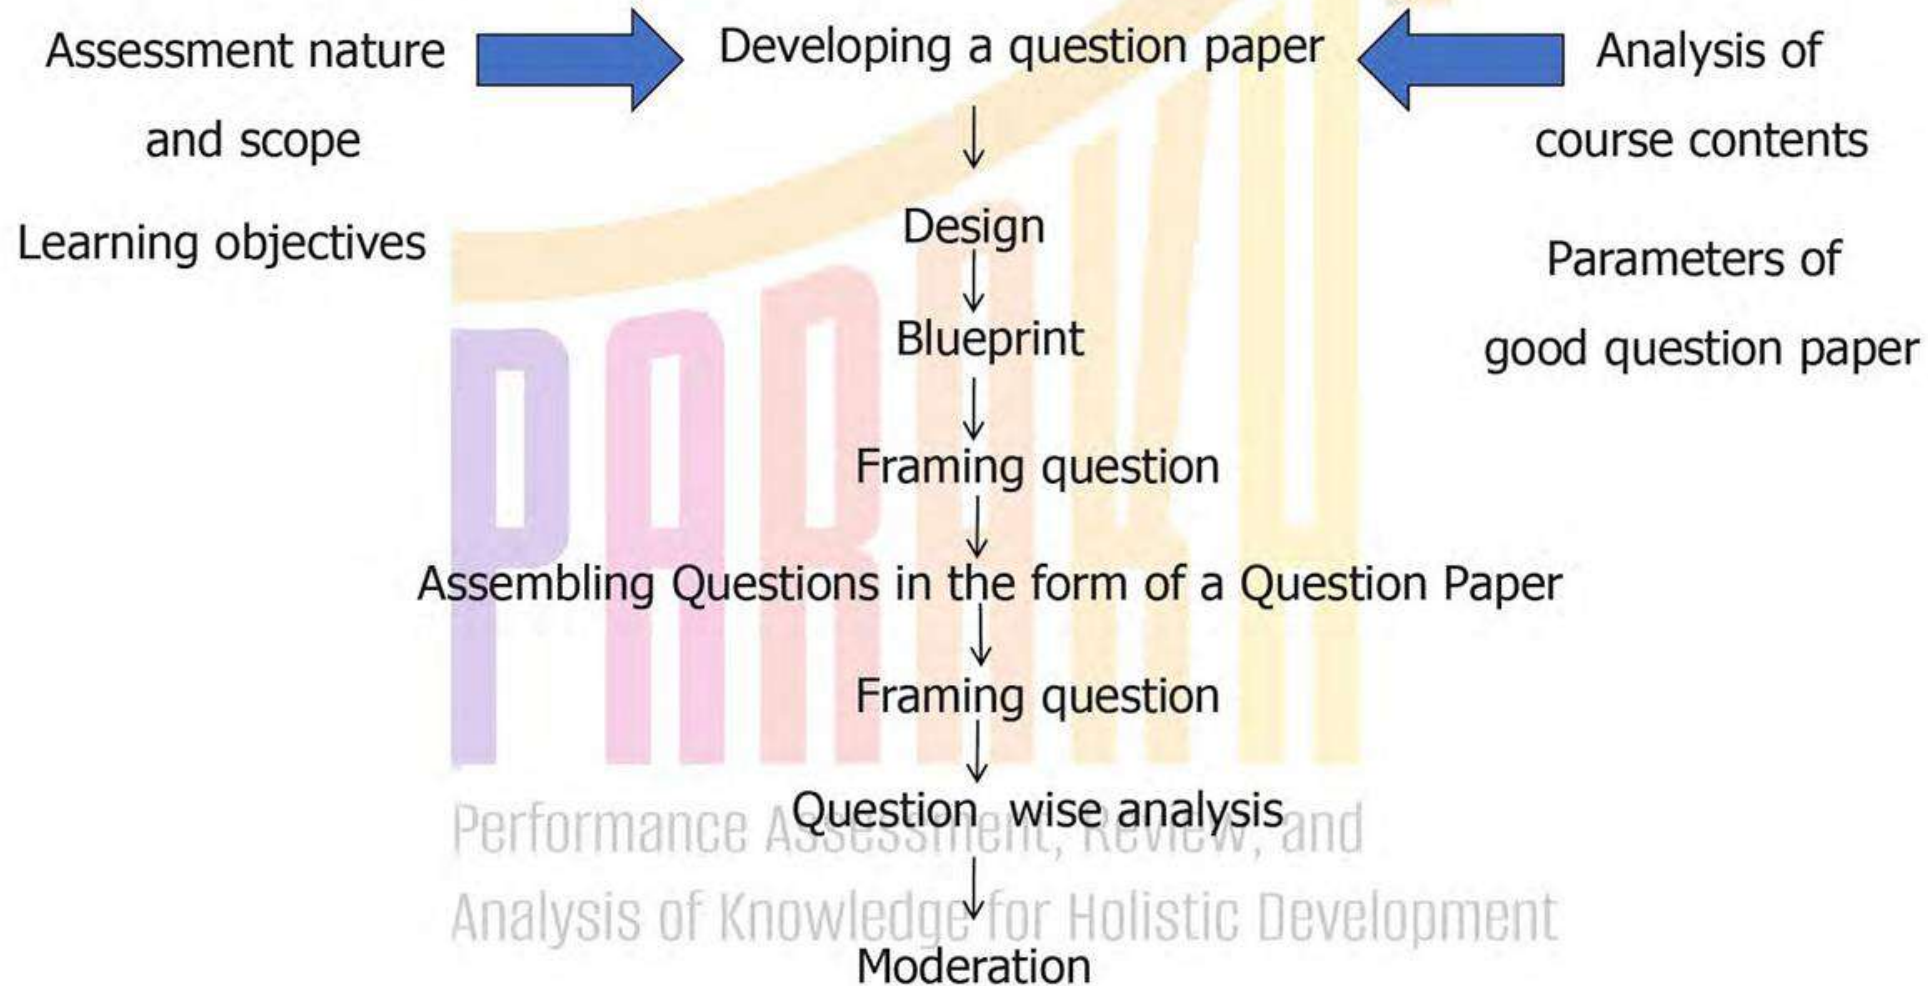 Assessment nature
and scope
Learning objectives
Developing a question paper
Design
Blueprint
Framing question
Assembling Questions in the form of a Question Paper
Framing question
Question wise analysis
Moderation
Analysis of
course contents
Parameters of
good question paper
PARAKH
Performance Assessment, Review, and
Analysis of Knowledge for Holistic Development